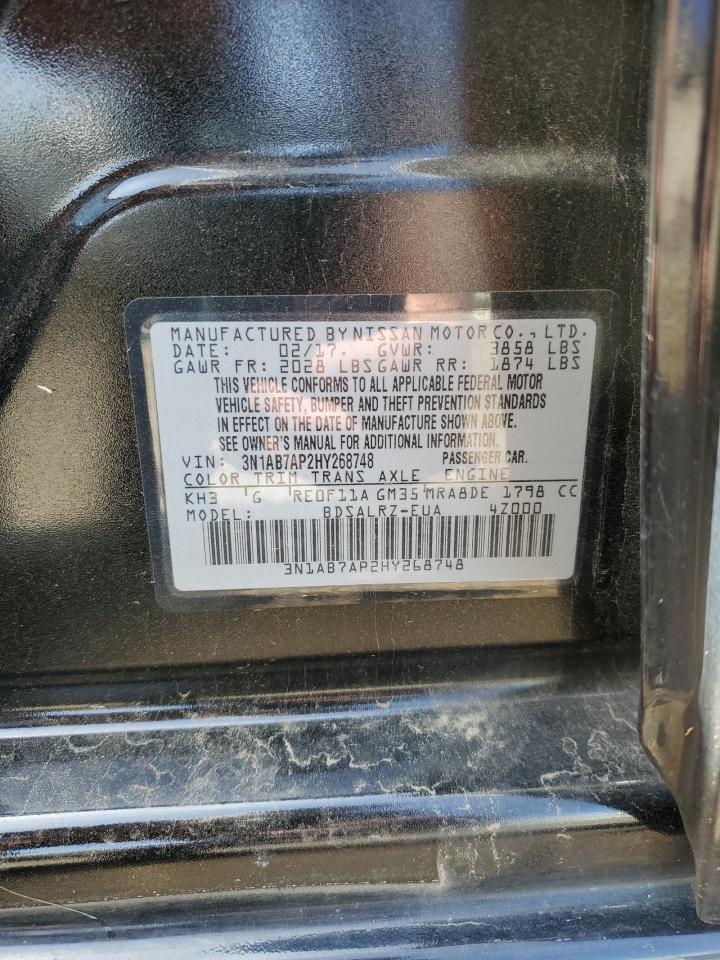 MANUFACTURED BY NISSAN MOTOR CO., LTD.
DATE: 02/17. GVWR: 3858 LBS
GAWR FR: 2028 LBS GAWR RR: 1874 LBS
THIS VEHICLE CONFORMS TO ALL APPLICABLE FEDERAL MOTOR
VEHICLE SAFETY, BUMPER AND THEFT PREVENTION STANDARDS
IN EFFECT ON THE DATE OF MANUFACTURE SHOWN ABOVE.
SEE OWNER'S MANUAL FOR ADDITIONAL INFORMATION.
VIN: 3N1AB7AP2HY268748 PASSENGER CAR.
COLOR TRIM TRANS AXLE ENGINE
KH3 G RE0F11A GM35 MRA8DE 1798 CC
MODEL: BDSALRZ-EUA 4Z000
3N1AB7AP2HY268748